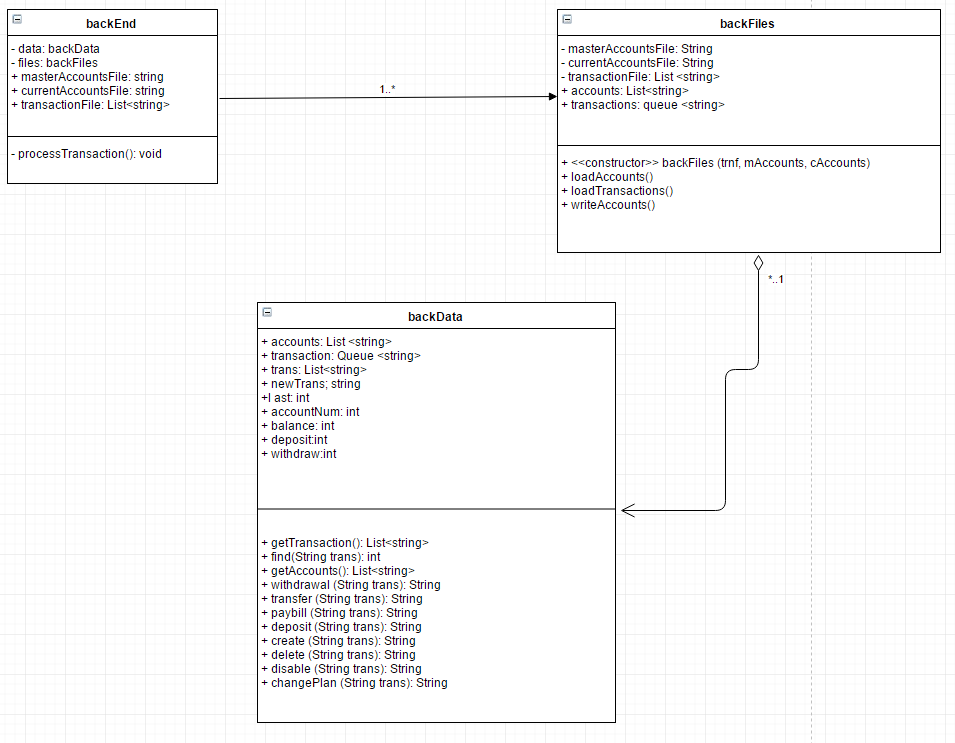 backEnd
- data: backData
- files: backFiles
+ masterAccountsFile: string
+ currentAccountsFile: string
+ transactionFile: List<string>
- processTransaction(): void
1..*
backFiles
- masterAccountsFile: String
- currentAccountsFile: String
- transactionFile: List <string>
+ accounts: List<string>
+ transactions: queue <string>
+ <<constructor>> backFiles (trnf, mAccounts, cAccounts)
+ loadAccounts()
+ loadTransactions()
+ writeAccounts()
*..1
backData
+ accounts: List <string>
+ transaction: Queue <string>
+ trans: List<string>
+ newTrans; string
+l ast: int
+ accountNum: int
+ balance: int
+ deposit:int
+ withdraw:int
+ getTransaction(): List<string>
+ find(String trans): int
+ getAccounts(): List<string>
+ withdrawal (String trans): String
+ transfer (String trans): String
+ paybill (String trans): String
+ deposit (String trans): String
+ create (String trans): String
+ delete (String trans): String
+ disable (String trans): String
+ changePlan (String trans): String